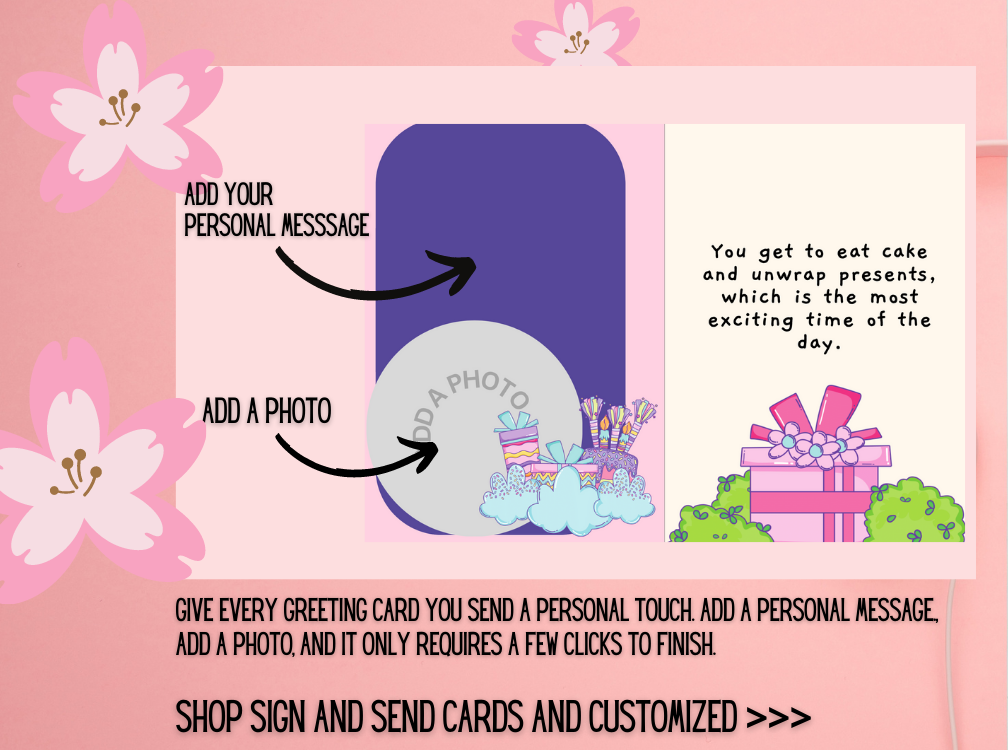 ADD YOUR
PERSONAL MESSSAGE
You get to eat cake
and unwrap presents,
which is the most
exciting time of the
day.
DDA PHOTO
ADD A PHOTO
GIVE EVERY GREETING CARD YOU SEND A PERSONAL TOUCH. ADD A PERSONAL MESSAGE,
ADD A PHOTO, AND IT ONLY REQUIRES A FEW CLICKS TO FINISH.
SHOP SIGN AND SEND CARDS AND CUSTOMIZED >>>